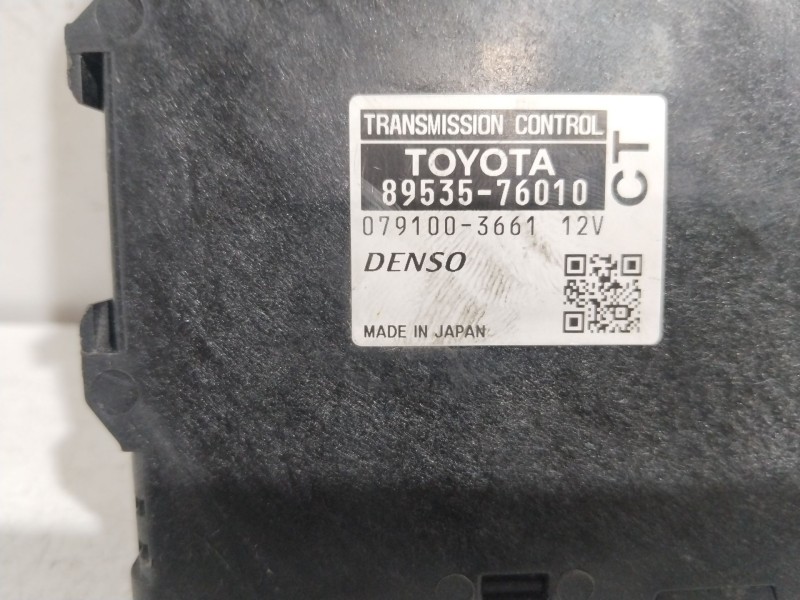 TRANSMISSION CONTROL
TOYOTA
89535-76010
CT
079100-3661 12V
DENSO
MADE IN JAPAN